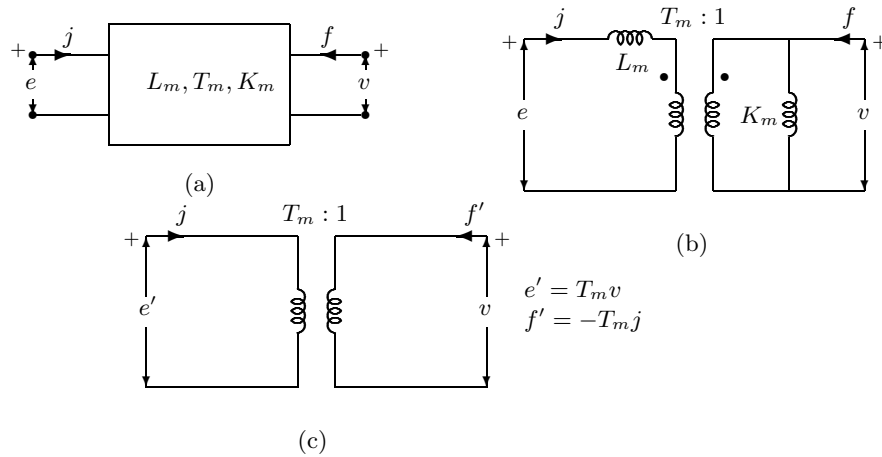 + j f +
e L_m, T_m, K_m v
(a)
T_m : 1
+ j f +
L_m
e K_m v
(b)
T_m : 1
+ j f' +
e' v
e' = T_m v
f' = −T_m j
(c)